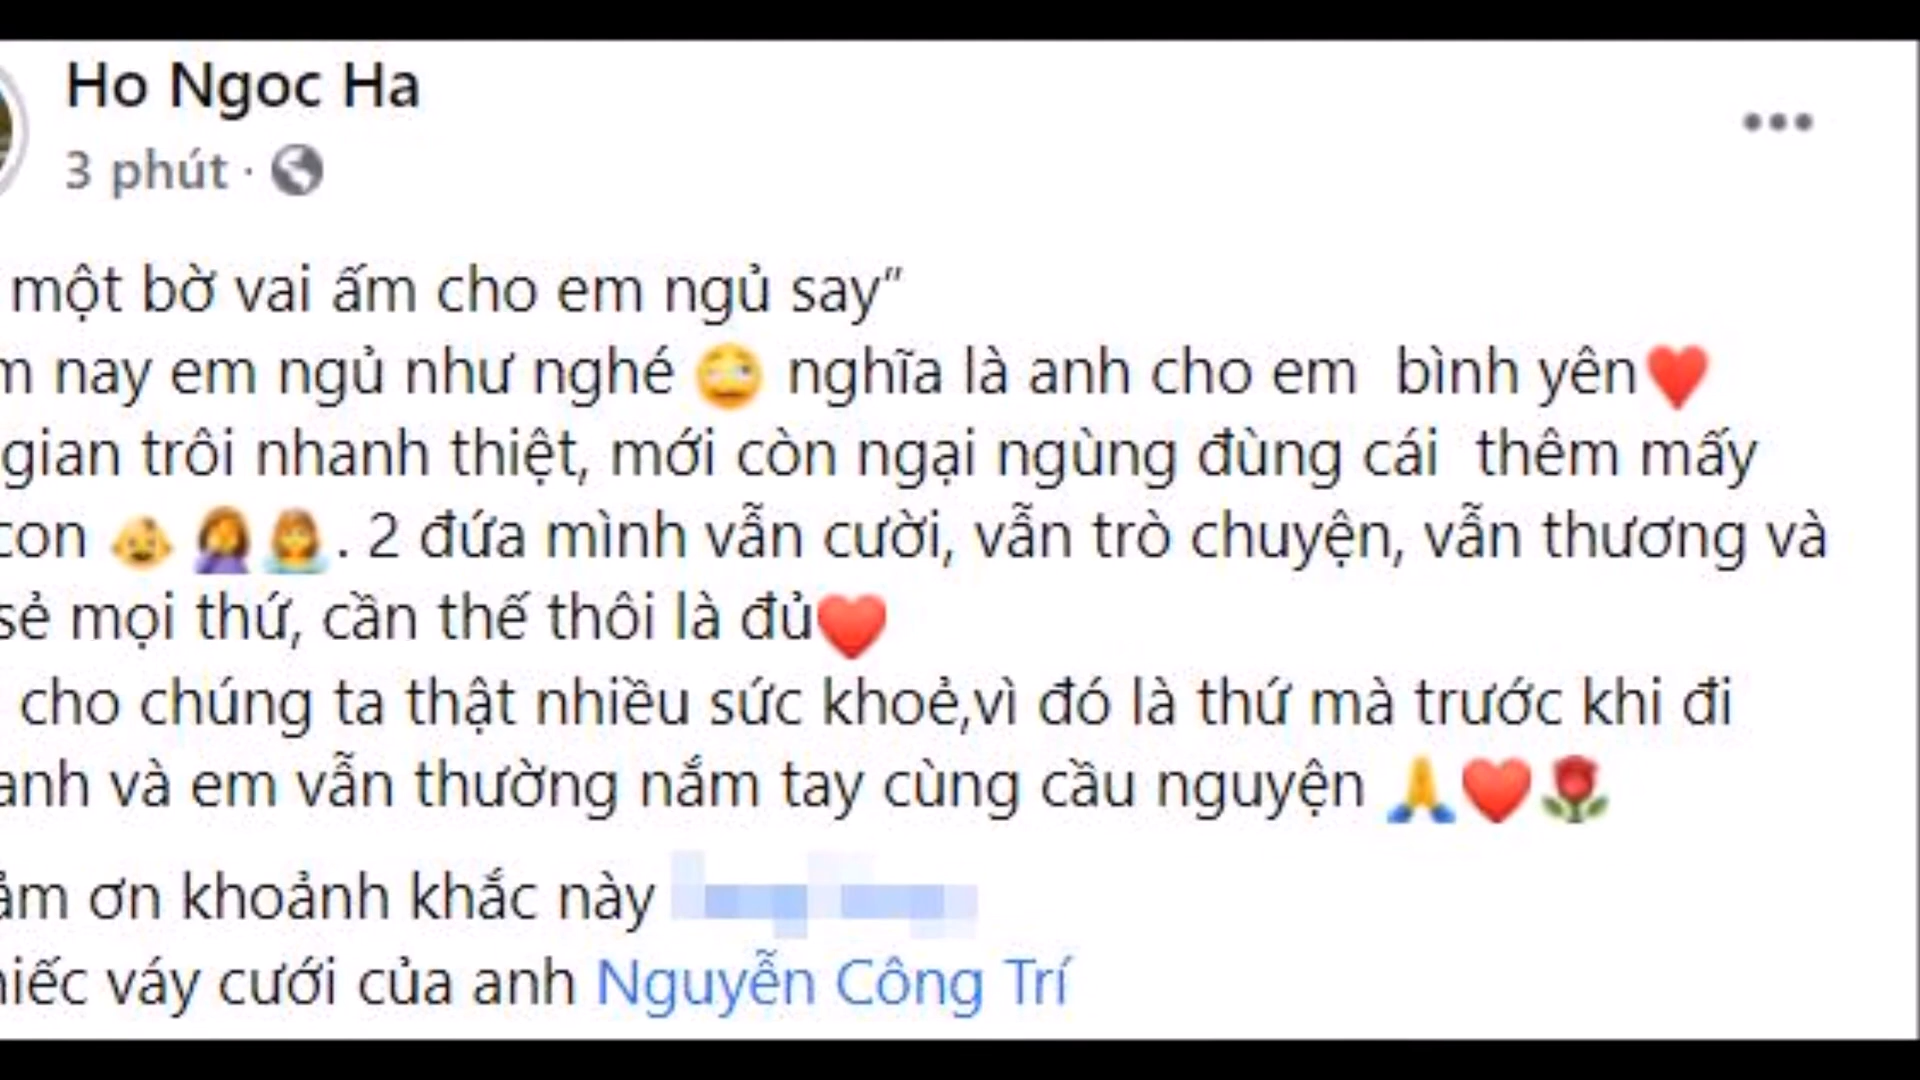 Ho Ngoc Ha
3 phút ·
một bờ vai ấm cho em ngủ say"
nay em ngủ như nghé 🙄 nghĩa là anh cho em bình yên❤️
gian trôi nhanh thiệt, mới còn ngại ngùng đùng cái thêm mấy
con 👶 🤦‍♀️ . 2 đứa mình vẫn cười, vẫn trò chuyện, vẫn thương và
sẻ mọi thứ, cần thế thôi là đủ❤️
cho chúng ta thật nhiều sức khoẻ,vì đó là thứ mà trước khi đi
anh và em vẫn thường nắm tay cùng cầu nguyện 🙏❤️🌹
ơn khoảnh khắc này
váy cưới của anh Nguyễn Công Trí